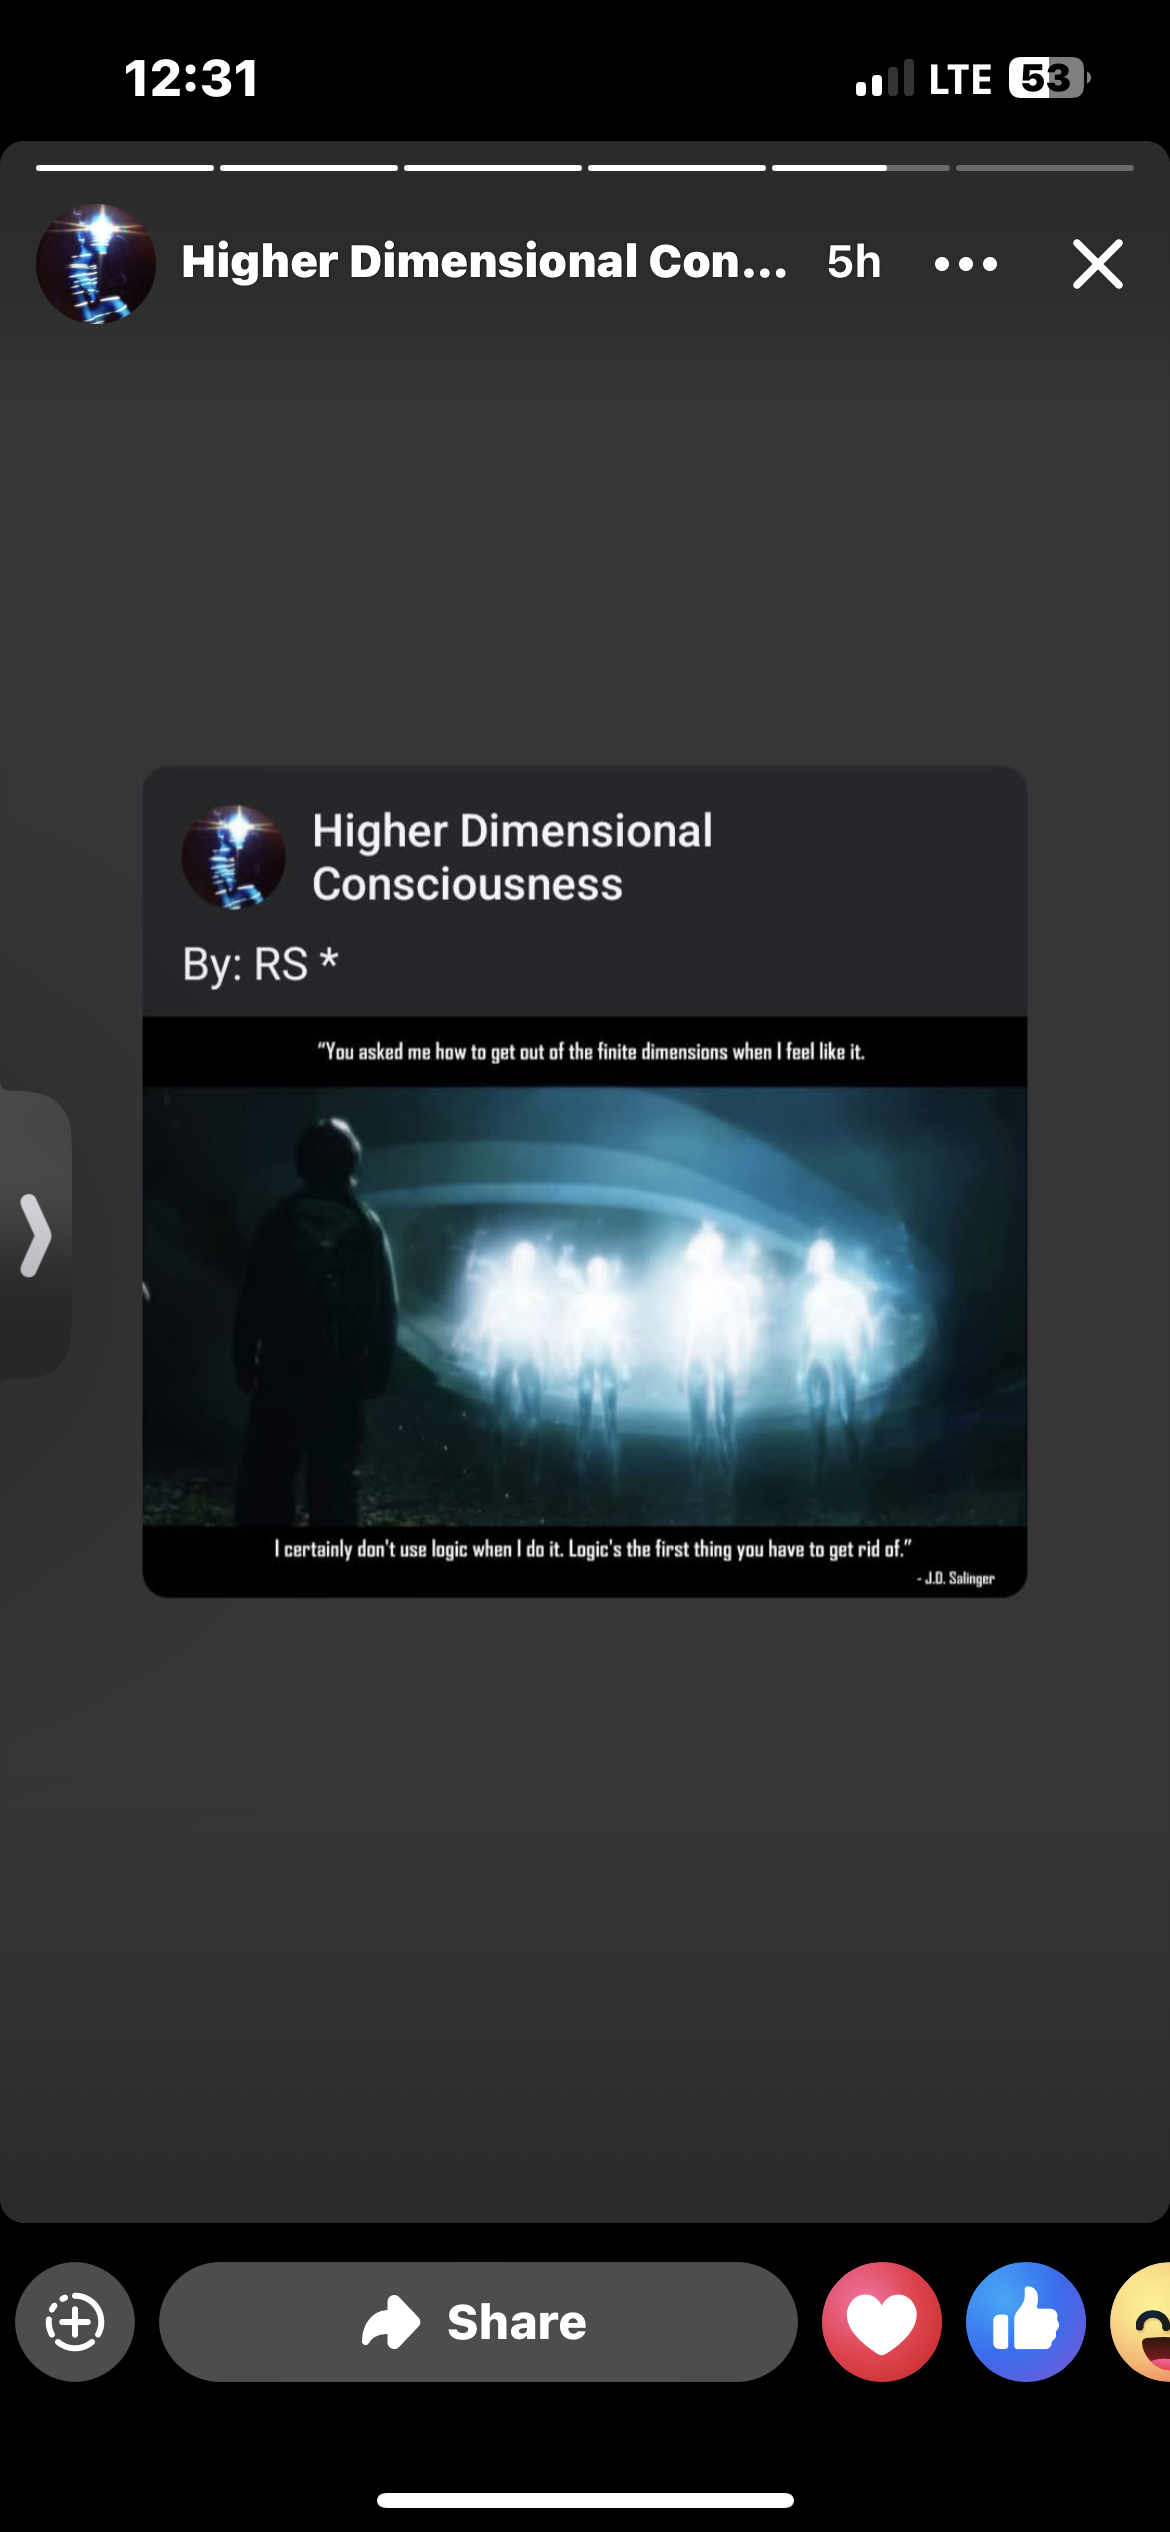 12:31
LTE 53
Higher Dimensional Con... 5h
Higher Dimensional
Consciousness
By: RS *
“You asked me how to get out of the finite dimensions when I feel like it.
I certainly don't use logic when I do it. Logic's the first thing you have to get rid of.”
- J.D. Salinger
Share